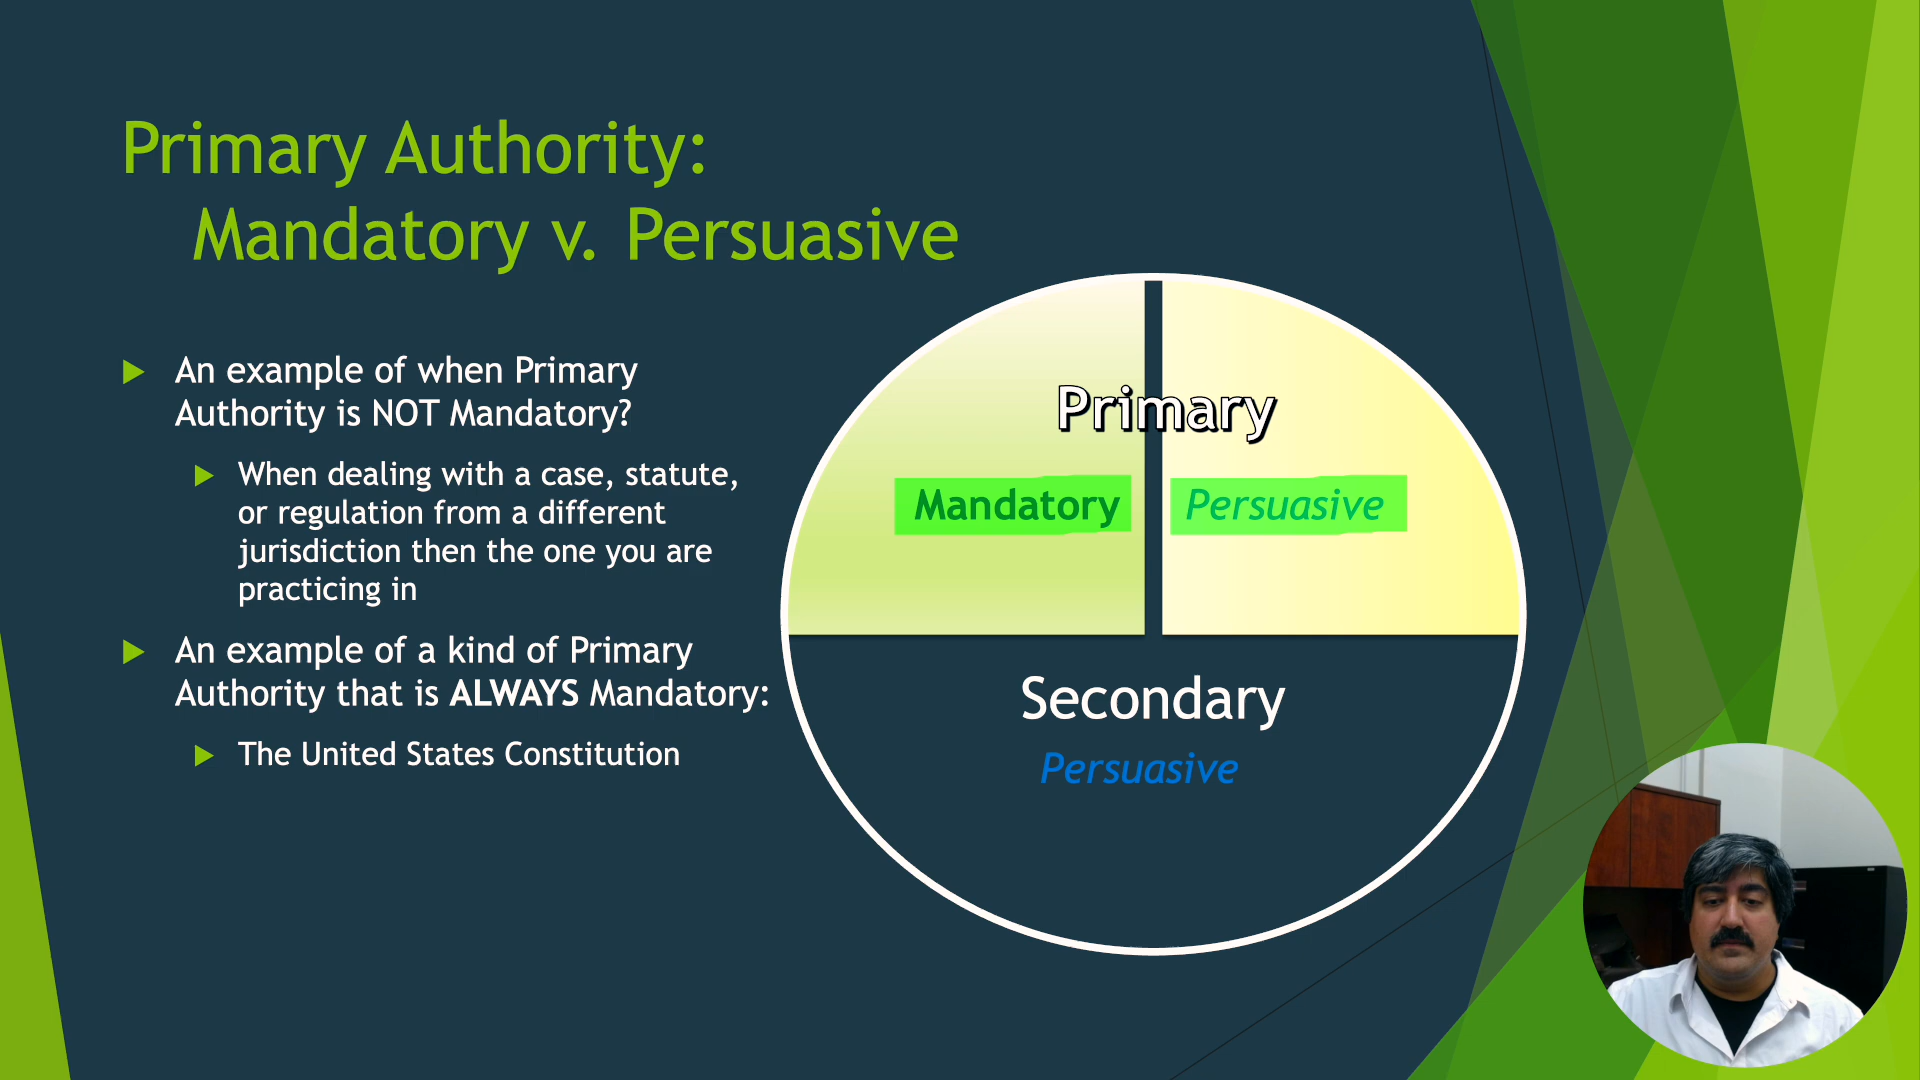 Primary Authority:
Mandatory v. Persuasive
An example of when Primary
Authority is NOT Mandatory?
When dealing with a case, statute,
or regulation from a different
jurisdiction then the one you are
practicing in
An example of a kind of Primary
Authority that is ALWAYS Mandatory:
The United States Constitution
Primary
Mandatory
Persuasive
Secondary
Persuasive